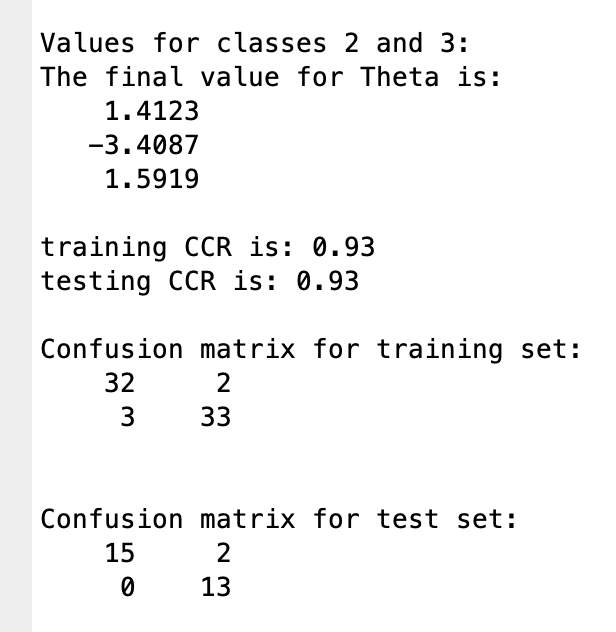 Values for classes 2 and 3:
The final value for Theta is:
1.4123
-3.4087
1.5919
training CCR is: 0.93
testing CCR is: 0.93
Confusion matrix for training set:
32 2
3 33
Confusion matrix for test set:
15 2
0 13